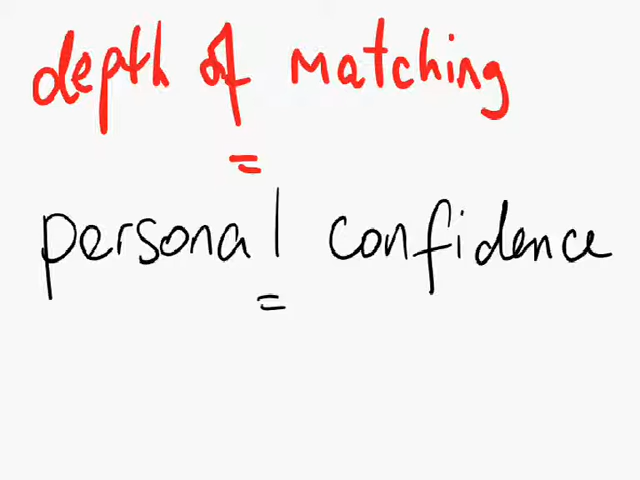 depth of matching
=
personal confidence
=